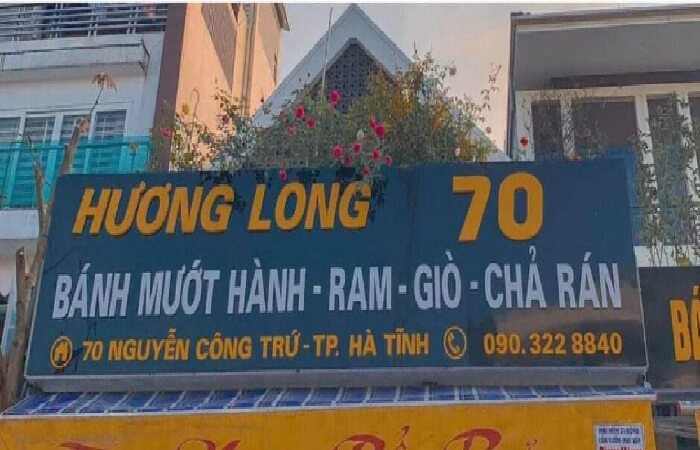 HƯƠNG LONG 70
BÁNH MƯỚT HÀNH - RAM - GIÒ - CHẢ RÁN
70 NGUYỄN CÔNG TRỨ - TP. HÀ TĨNH 090.322 8840
BÁ